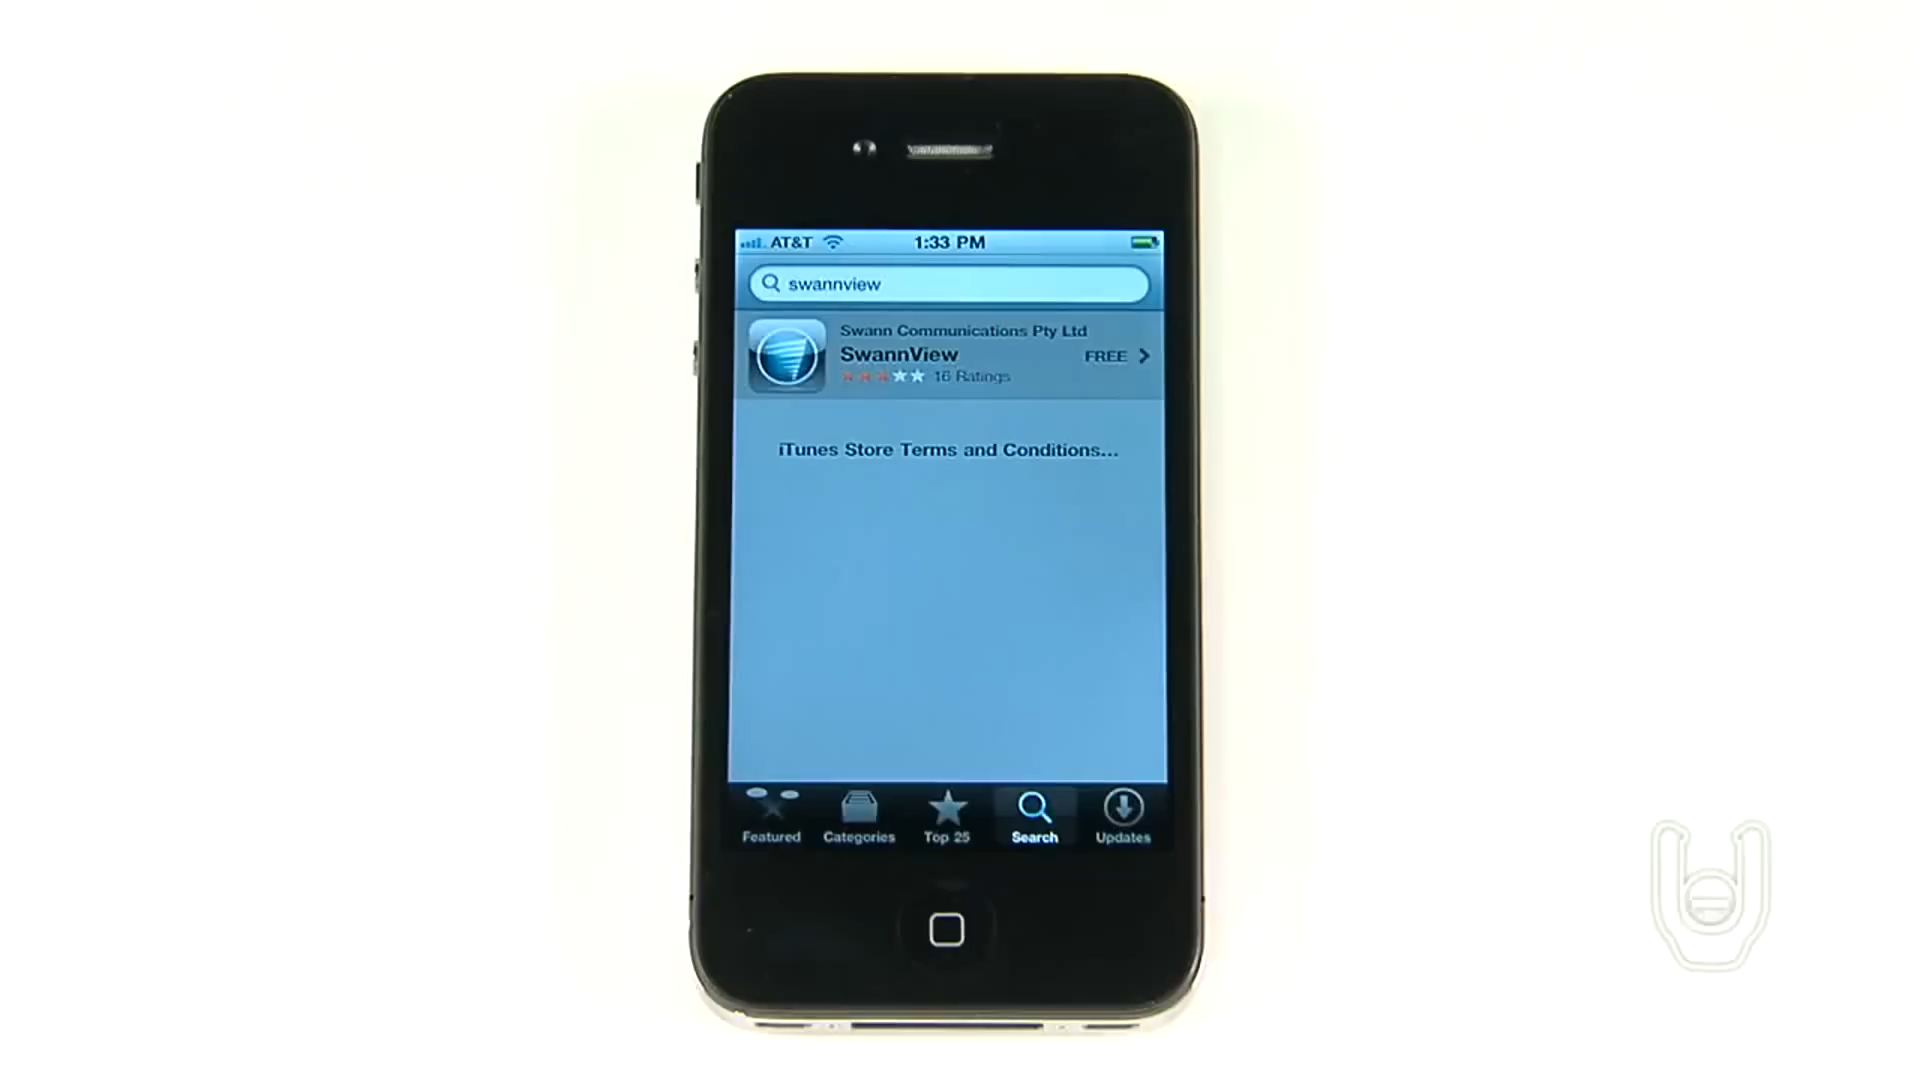 AT&T 1:33 PM
swannview
Swann Communications Pty Ltd
SwannView
FREE
16 Ratings
iTunes Store Terms and Conditions...
Featured Categories Top 25 Search Updates